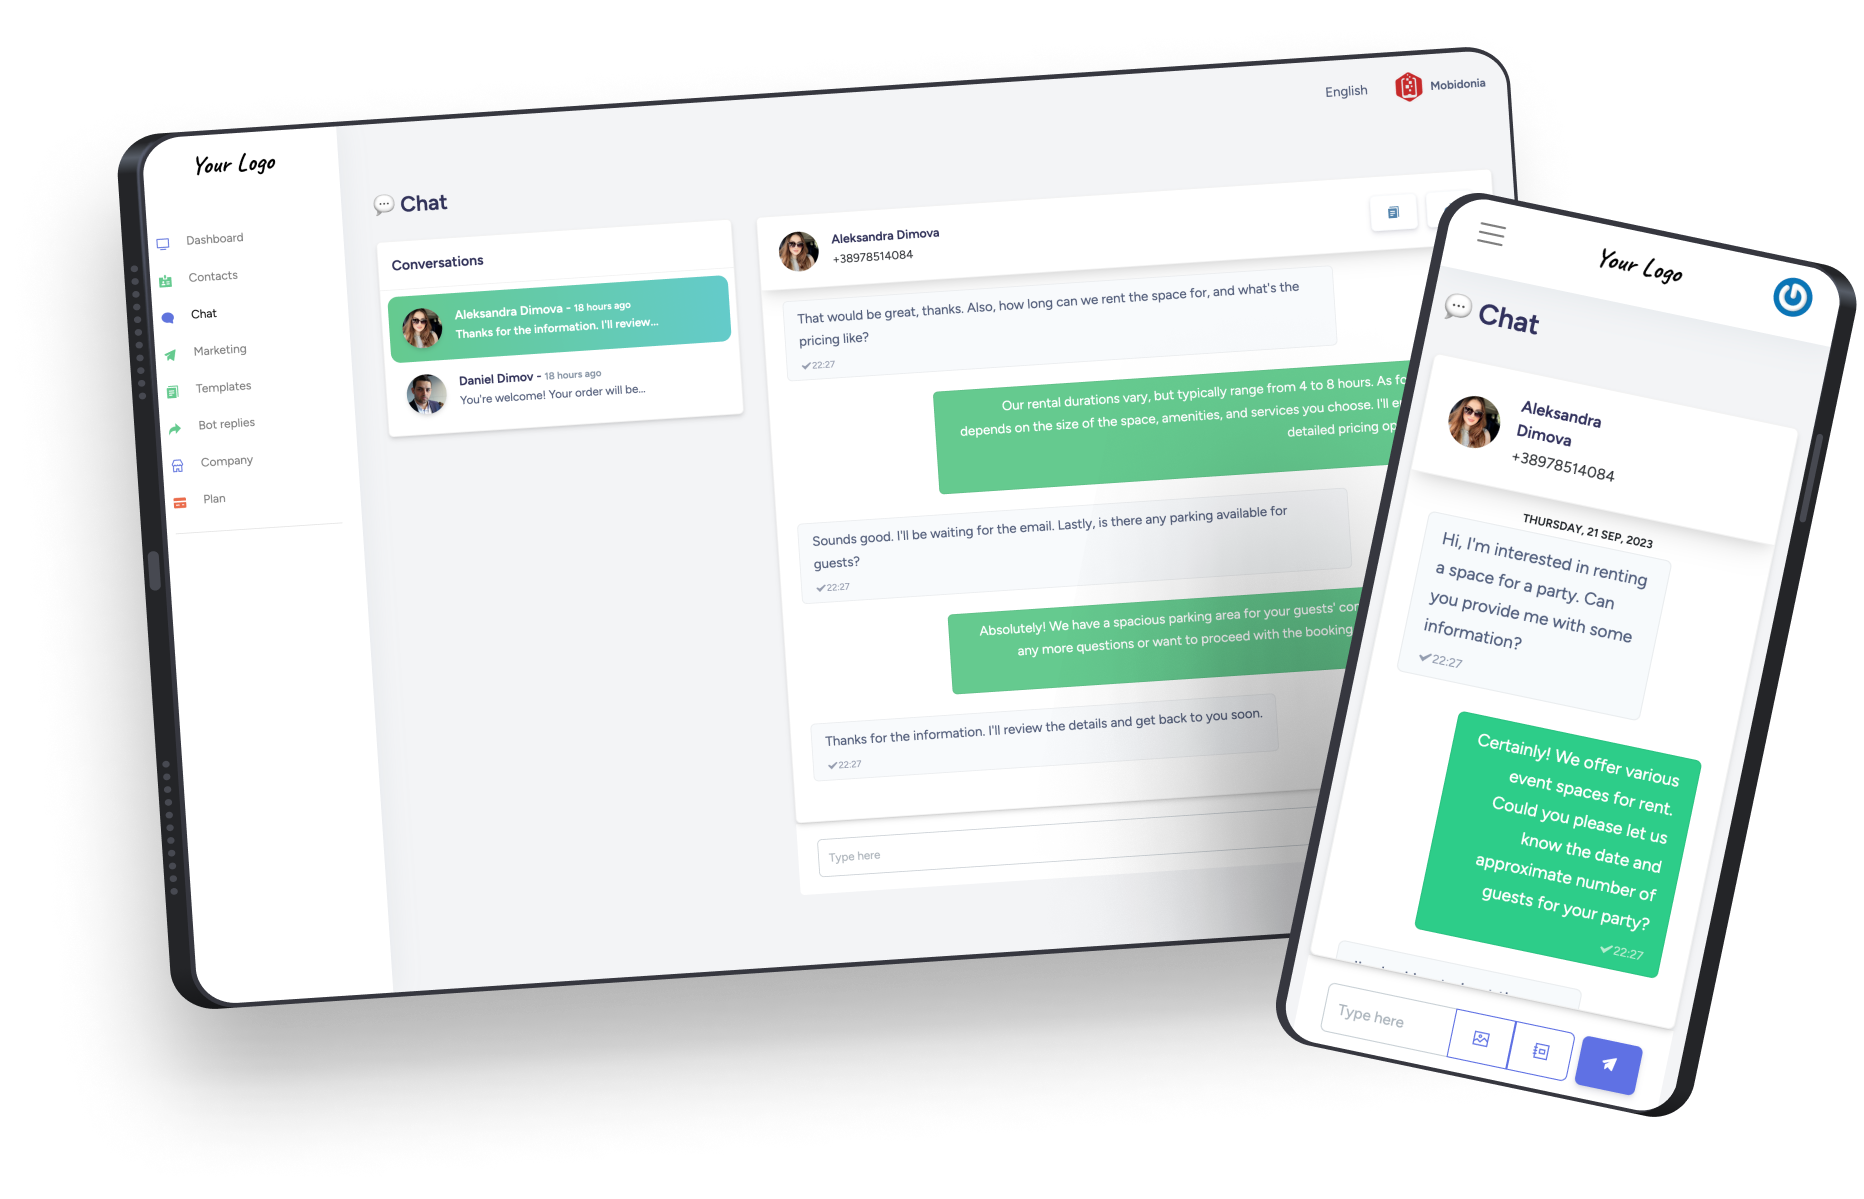 English
Mobidonia
Your Logo
Dashboard
Contacts
Chat
Marketing
Templates
Bot replies
Company
Plan
Chat
Conversations
Aleksandra Dimova - 18 hours ago
Thanks for the information. I'll review...
Daniel Dimov - 18 hours ago
You're welcome! Your order will be...
Aleksandra Dimova
+38978514084
That would be great, thanks. Also, how long can we rent the space for, and what's the
pricing like?
22:27
Our rental durations vary, but typically range from 4 to 8 hours. As
depends on the size of the space, amenities, and services you choose. I'll
detailed pricing
Sounds good. I'll be waiting for the email. Lastly, is there any parking available for
guests?
22:27
Absolutely! We have a spacious parking area for your guests'
any more questions or want to proceed with the booking
Thanks for the information. I'll review the details and get back to you soon.
22:27
Type here
Your Logo
Chat
Aleksandra
Dimova
+38978514084
THURSDAY, 21 SEP, 2023
Hi, I'm interested in renting
a space for a party. Can
you provide me with some
information?
22:27
Certainly! We offer various
event spaces for rent.
Could you please let us
know the date and
approximate number of
guests for your party?
22:27
Type here